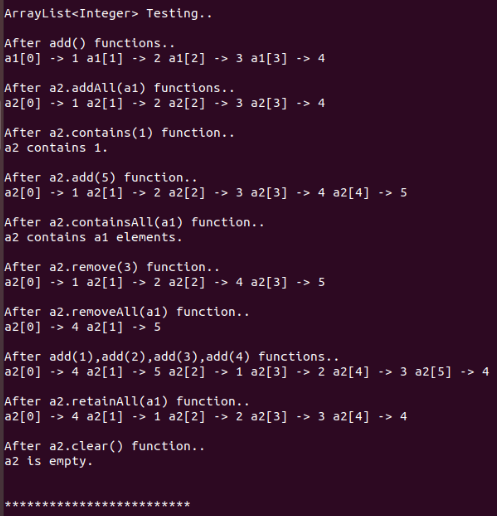 ArrayList<Integer> Testing..
After add() functions..
a1[0] -> 1 a1[1] -> 2 a1[2] -> 3 a1[3] -> 4
After a2.addAll(a1) functions..
a2[0] -> 1 a2[1] -> 2 a2[2] -> 3 a2[3] -> 4
After a2.contains(1) function..
a2 contains 1.
After a2.add(5) function..
a2[0] -> 1 a2[1] -> 2 a2[2] -> 3 a2[3] -> 4 a2[4] -> 5
After a2.containsAll(a1) function..
a2 contains a1 elements.
After a2.remove(3) function..
a2[0] -> 1 a2[1] -> 2 a2[2] -> 4 a2[3] -> 5
After a2.removeAll(a1) function..
a2[0] -> 4 a2[1] -> 5
After add(1),add(2),add(3),add(4) functions..
a2[0] -> 4 a2[1] -> 5 a2[2] -> 1 a2[3] -> 2 a2[4] -> 3 a2[5] -> 4
After a2.retainAll(a1) function..
a2[0] -> 4 a2[1] -> 1 a2[2] -> 2 a2[3] -> 3 a2[4] -> 4
After a2.clear() function..
a2 is empty.
*************************